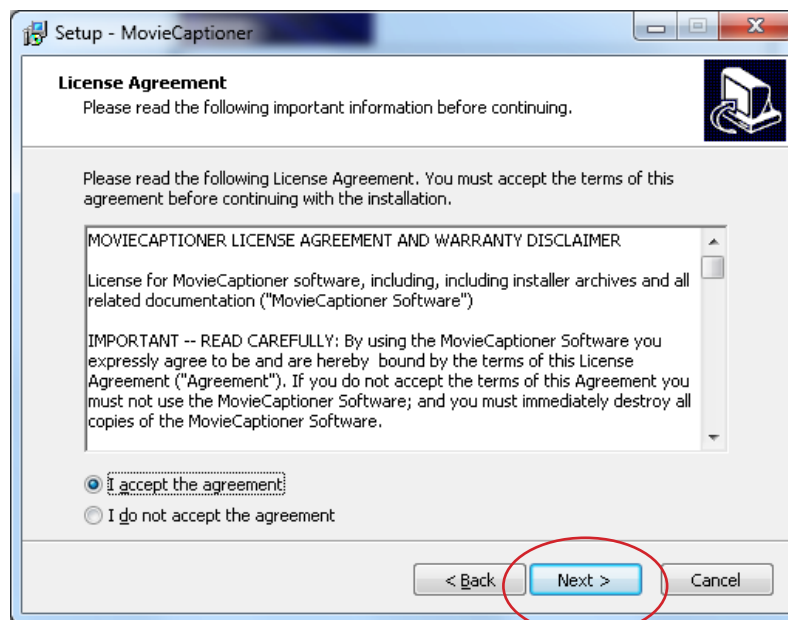 Setup - MovieCaptioner
License Agreement
Please read the following important information before continuing.
Please read the following License Agreement. You must accept the terms of this
agreement before continuing with the installation.
MOVIECAPTIONER LICENSE AGREEMENT AND WARRANTY DISCLAIMER
License for MovieCaptioner software, including, including installer archives and all
related documentation ("MovieCaptioner Software")
IMPORTANT -- READ CAREFULLY: By using the MovieCaptioner Software you
expressly agree to be and are hereby  bound by the terms of this License
Agreement ("Agreement"). If you do not accept the terms of this Agreement you
must not use the MovieCaptioner Software; and you must immediately destroy all
copies of the MovieCaptioner Software.
I accept the agreement
I do not accept the agreement
< Back Next > Cancel